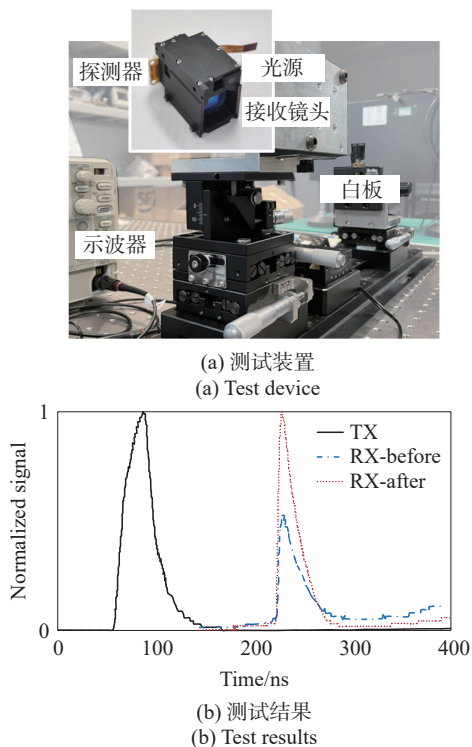 探测器
光源
接收镜头
白板
示波器
(a) 测试装置
(a) Test device
1
TX
RX-before
RX-after
Normalized signal
0
0
100
200
300
400
Time/ns
(b) 测试结果
(b) Test results